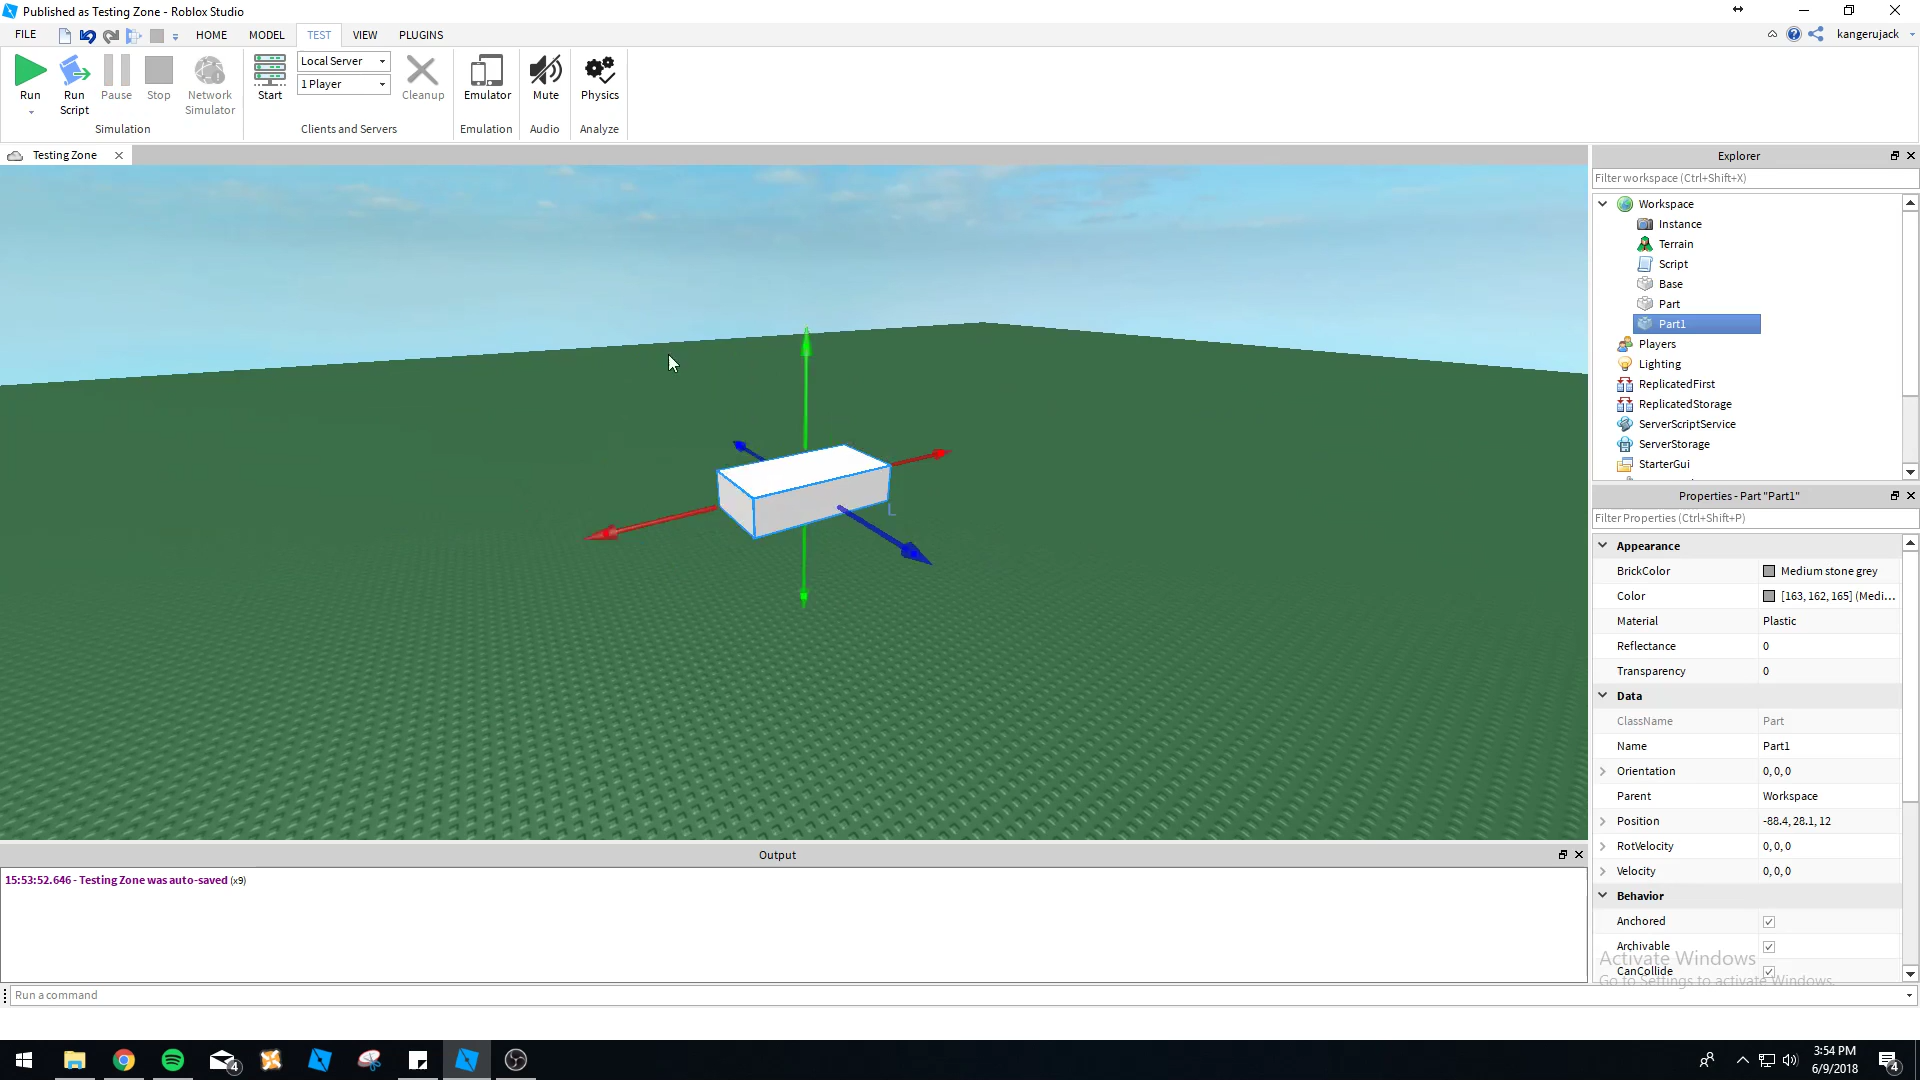 Published as Testing Zone - Roblox Studio
FILE HOME MODEL TEST VIEW PLUGINS kangerujack
Run
Run Script
Pause
Stop
Network Simulator
Simulation
Start
Local Server
1 Player
Cleanup
Clients and Servers
Emulator
Emulation
Mute
Audio
Physics
Analyze
Testing Zone
Explorer
Filter workspace (Ctrl+Shift+X)
Workspace
Instance
Terrain
Script
Base
Part
Part1
Players
Lighting
ReplicatedFirst
ReplicatedStorage
ServerScriptService
ServerStorage
StarterGui
Properties - Part "Part1"
Filter Properties (Ctrl+Shift+P)
Appearance
BrickColor Medium stone grey
Color [163, 162, 165] (Medi...
Material Plastic
Reflectance 0
Transparency 0
Data
ClassName Part
Name Part1
Orientation 0, 0, 0
Parent Workspace
Position -88.4, 28.1, 12
RotVelocity 0, 0, 0
Velocity 0, 0, 0
Behavior
Anchored
Archivable
CanCollide
Activate Windows
Go to Settings to activate Windows.
L
Output
15:53:52.646 - Testing Zone was auto-saved (x9)
Run a command
4
3:54 PM
6/9/2018
4